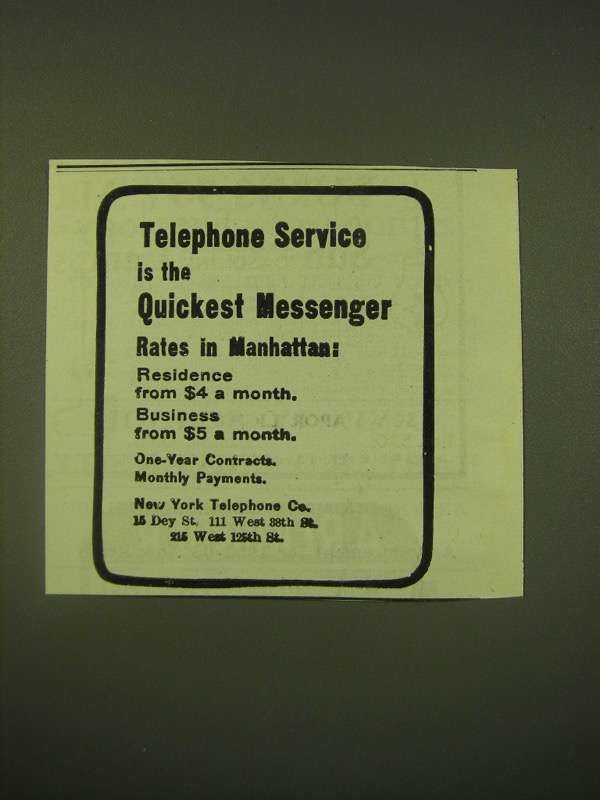 Telephone Service
is the
Quickest Messenger
Rates in Manhattan:
Residence
from $4 a month.
Business
from $5 a month.
One-Year Contracts.
Monthly Payments.
New York Telephone Co.
15 Dey St. 111 West 38th St.
215 West 125th St.